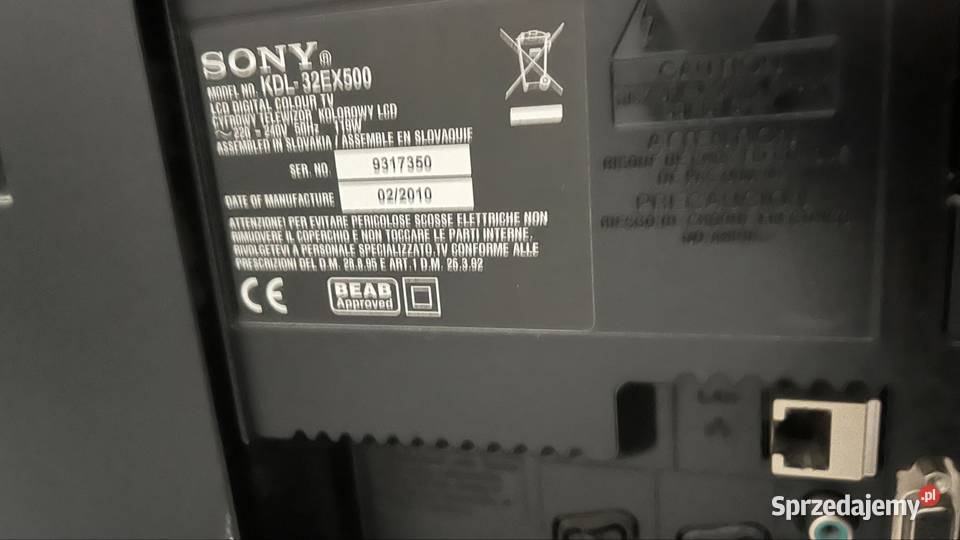 SONY®
MODEL NO. KDL-32EX500
LCD DIGITAL COLOUR TV
CYFROWY TELEWIZOR KOLOROWY LCD
220 - 240V, 60Hz 119W
ASSEMBLED IN SLOVAKIA / ASSEMBLE EN SLOVAQUIE
SER. NO. 9317350
DATE OF MANUFACTURE 02/2010
ATTENZIONE! PER EVITARE PERICOLOSE SCOSSE ELETTRICHE NON
RIMUOVERE IL COPERCHIO E NON TOCCARE LE PARTI INTERNE.
RIVOLGETEVI A PERSONALE SPECIALIZZATO.TV CONFORME ALLE
PRESCRIZIONI DEL D.M. 28.8.95 E ART.1 D.M. 26.3.92
CE
BEAB
Approved
CAUTION
ATTENTION
PRECAUCION
LAN
Sprzedajemy.pl